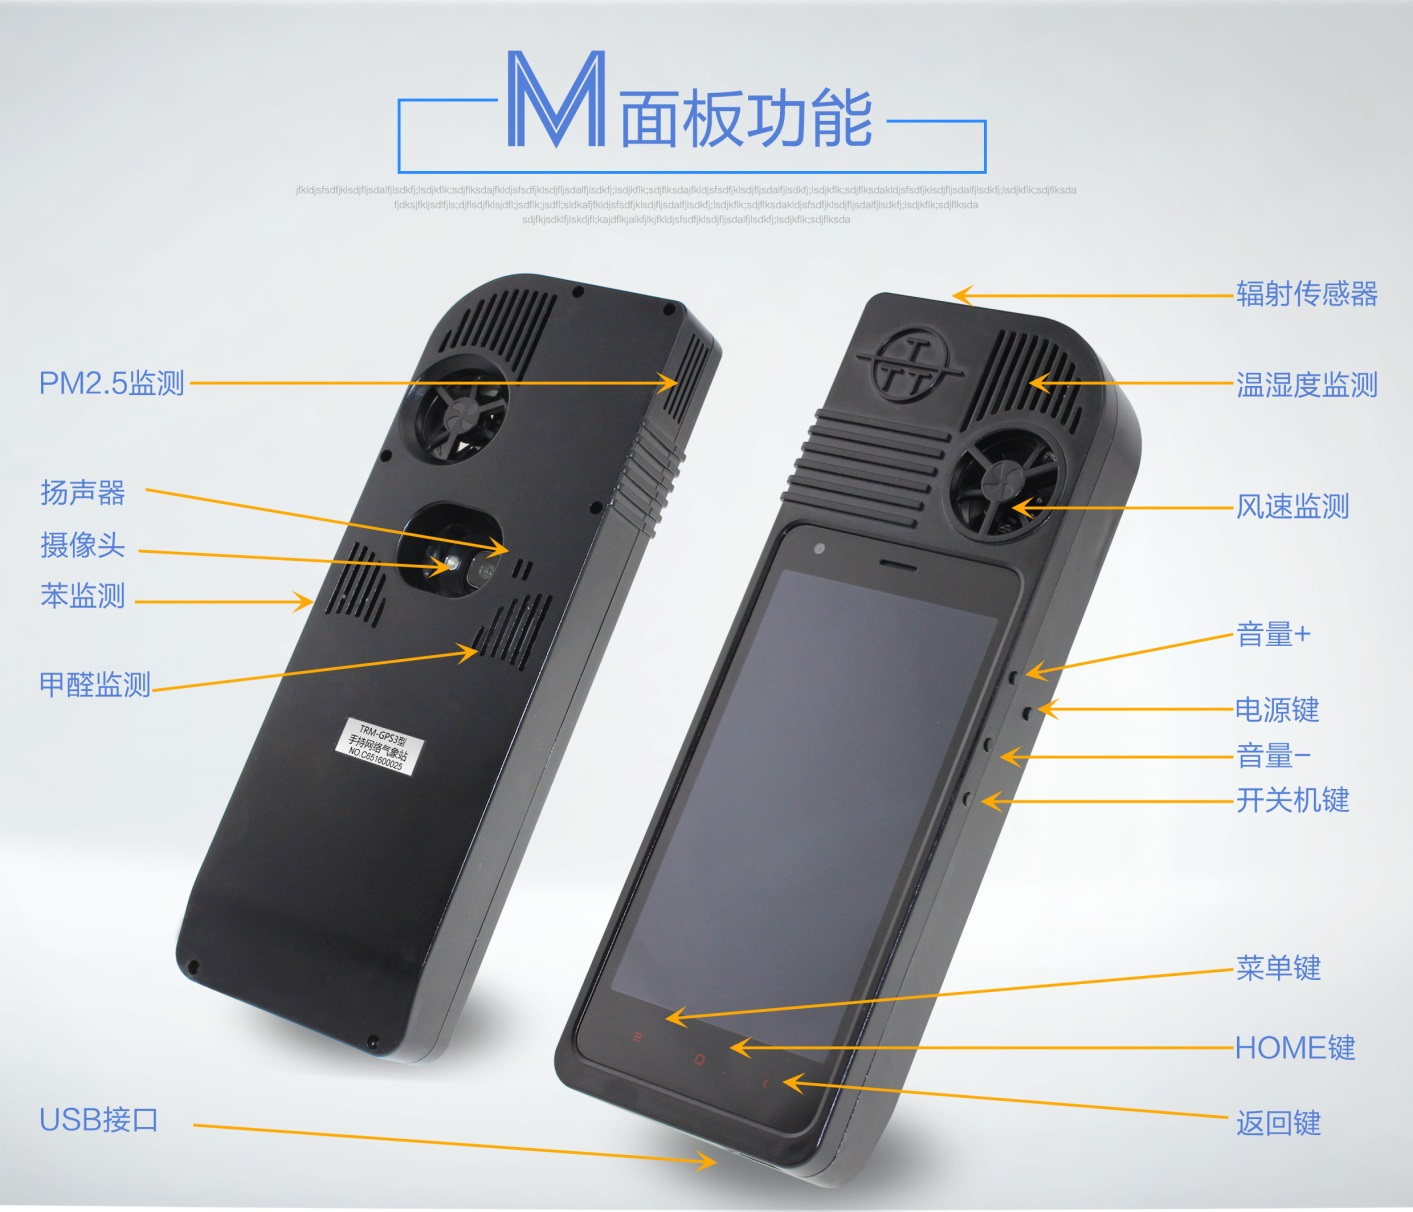 M面板功能
PM2.5监测
扬声器
摄像头
苯监测
甲醛监测
TRM-GPS3型
手持网络气象站
NO.C851600025
USB接口
辐射传感器
温湿度监测
风速监测
音量+
电源键
音量-
开关机键
菜单键
HOME键
返回键